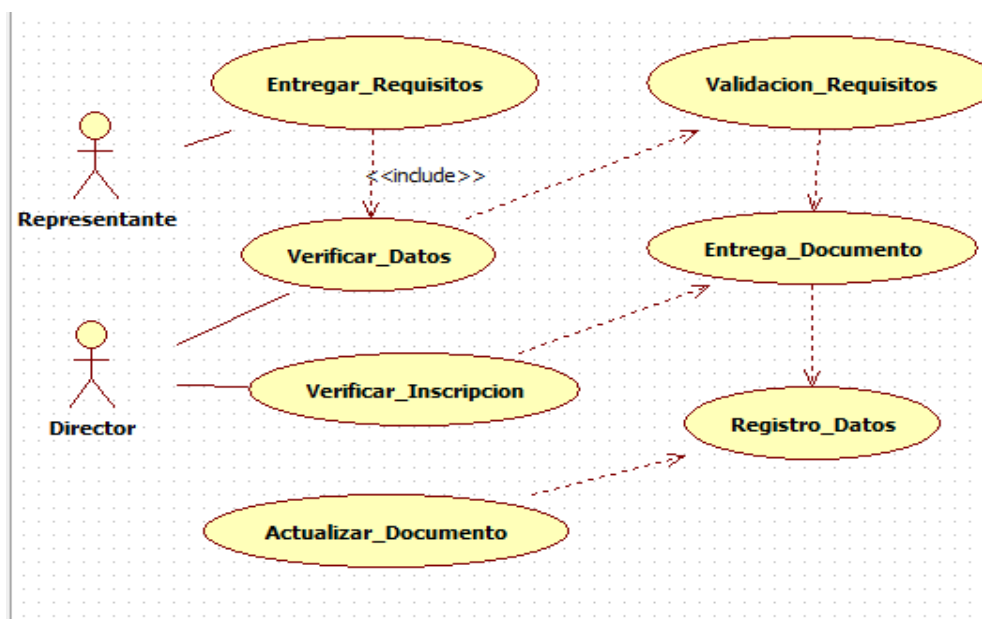 Entregar_Requisitos
Validacion_Requisitos
<<include>>
Representante
Verificar_Datos
Entrega_Documento
Verificar_Inscripcion
Director
Registro_Datos
Actualizar_Documento